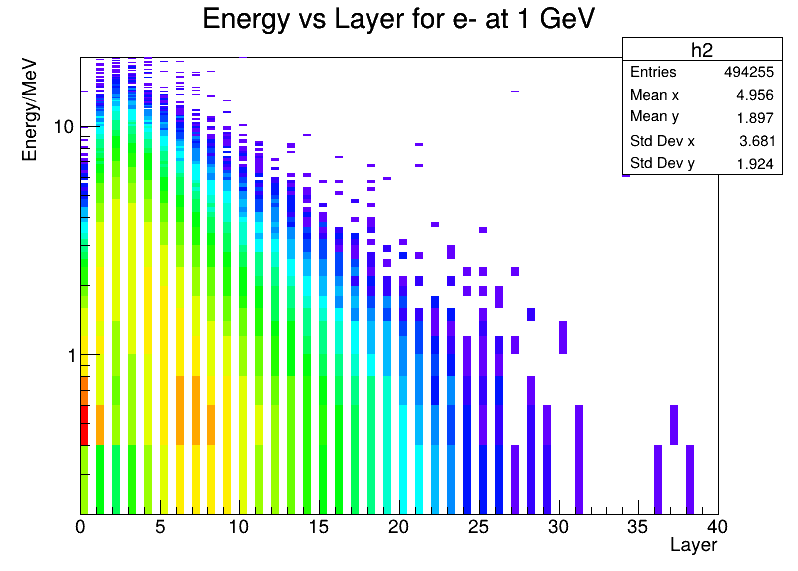 Energy vs Layer for e- at 1 GeV
h2
Entries 494255
Mean x 4.956
Mean y 1.897
Std Dev x 3.681
Std Dev y 1.924
Energy/MeV
10
1
0 5 10 15 20 25 30 35 40
Layer